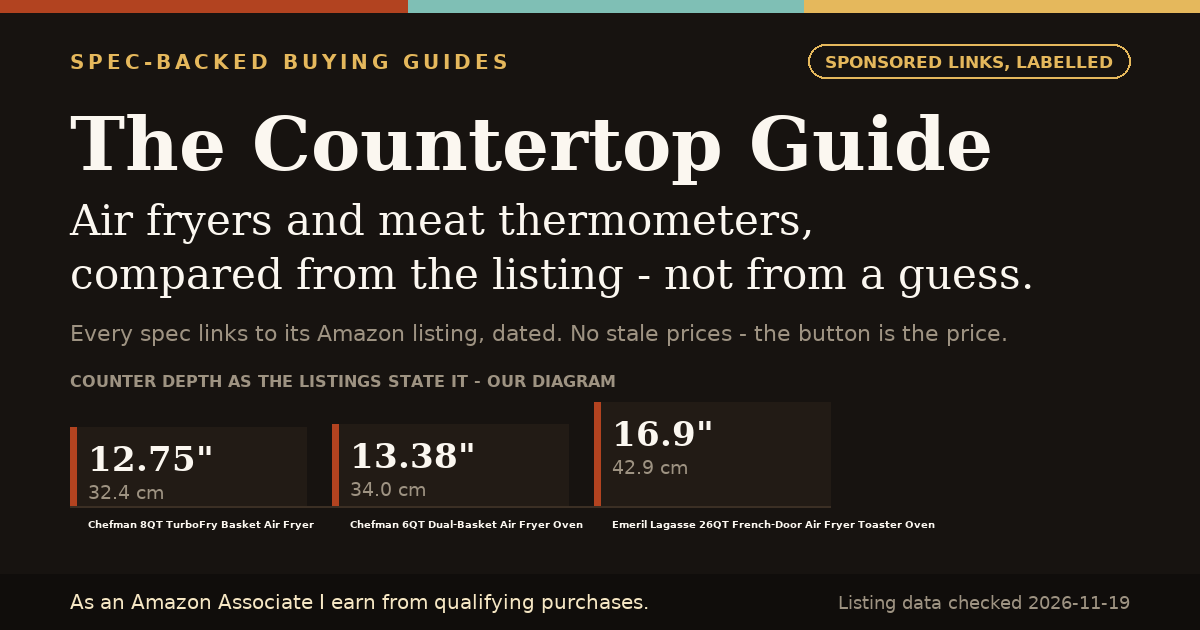 SPEC-BACKED BUYING GUIDES
SPONSORED LINKS, LABELLED
The Countertop Guide
Air fryers and meat thermometers,
compared from the listing - not from a guess.
Every spec links to its Amazon listing, dated. No stale prices - the button is the price.
COUNTER DEPTH AS THE LISTINGS STATE IT - OUR DIAGRAM
12.75"
32.4 cm
Chefman 8QT TurboFry Basket Air Fryer
13.38"
34.0 cm
Chefman 6QT Dual-Basket Air Fryer Oven
16.9"
42.9 cm
Emeril Lagasse 26QT French-Door Air Fryer Toaster Oven
As an Amazon Associate I earn from qualifying purchases.
Listing data checked 2026-11-19